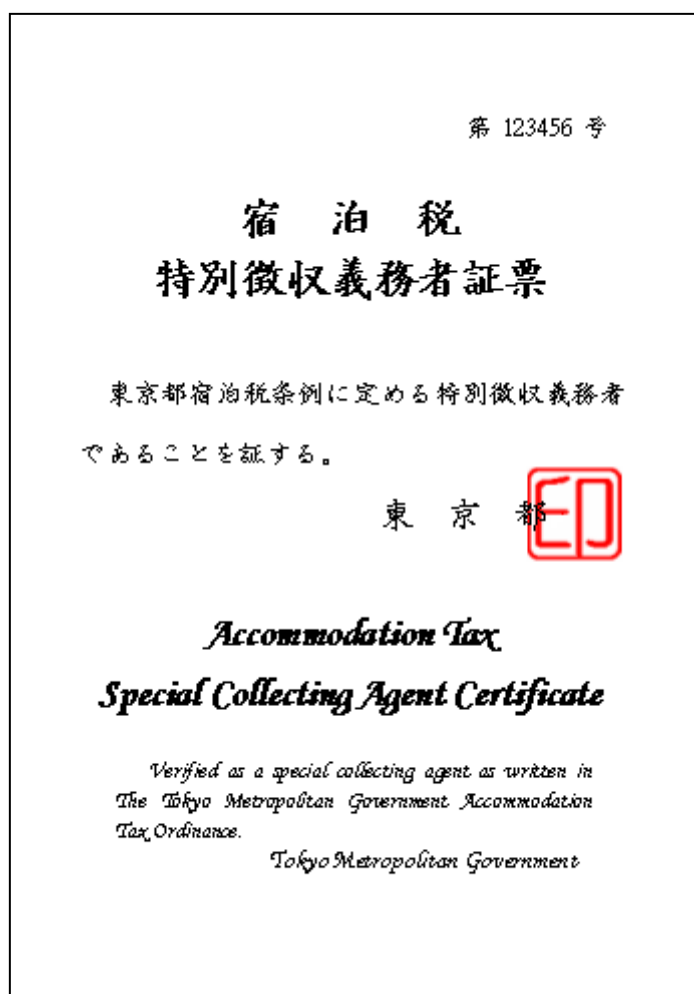 第 123456 号
宿 泊 税
特別徴収義務者証票
東京都宿泊税条例に定める特別徴収義務者
であることを証する。
東 京 都
印
Accommodation Tax
Special Collecting Agent Certificate
Verified as a special collecting agent as written in
The Tokyo Metropolitan Government Accommodation
Tax Ordinance.
Tokyo Metropolitan Government